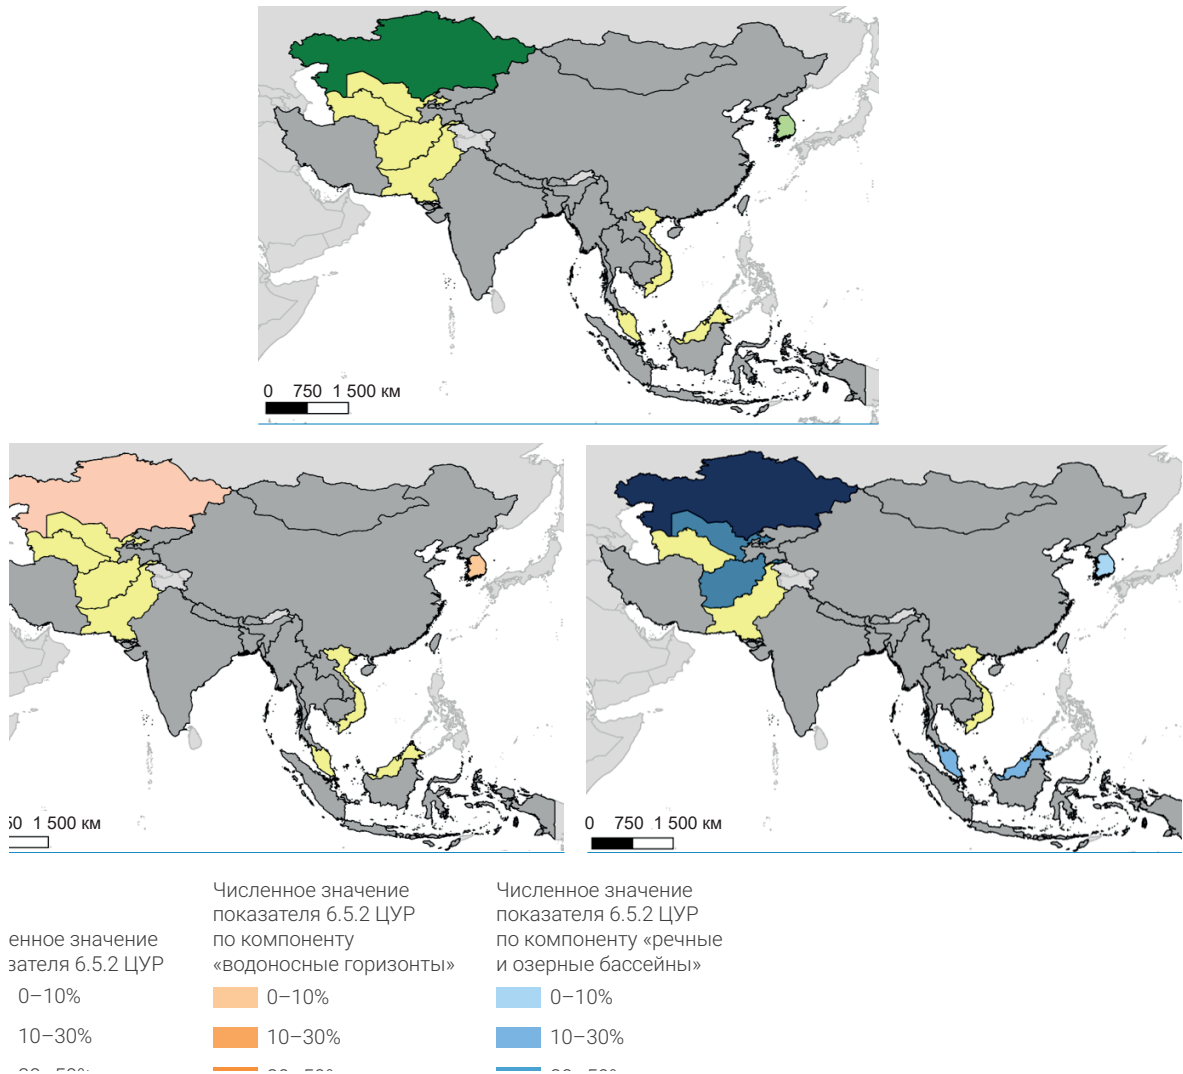 0 750 1 500 км
50 1 500 км
0 750 1 500 км
енное значение
зателя 6.5.2 ЦУР
0–10%
10–30%
Численное значение
показателя 6.5.2 ЦУР
по компоненту
«водоносные горизонты»
0–10%
10–30%
Численное значение
показателя 6.5.2 ЦУР
по компоненту «речные
и озерные бассейны»
0–10%
10–30%